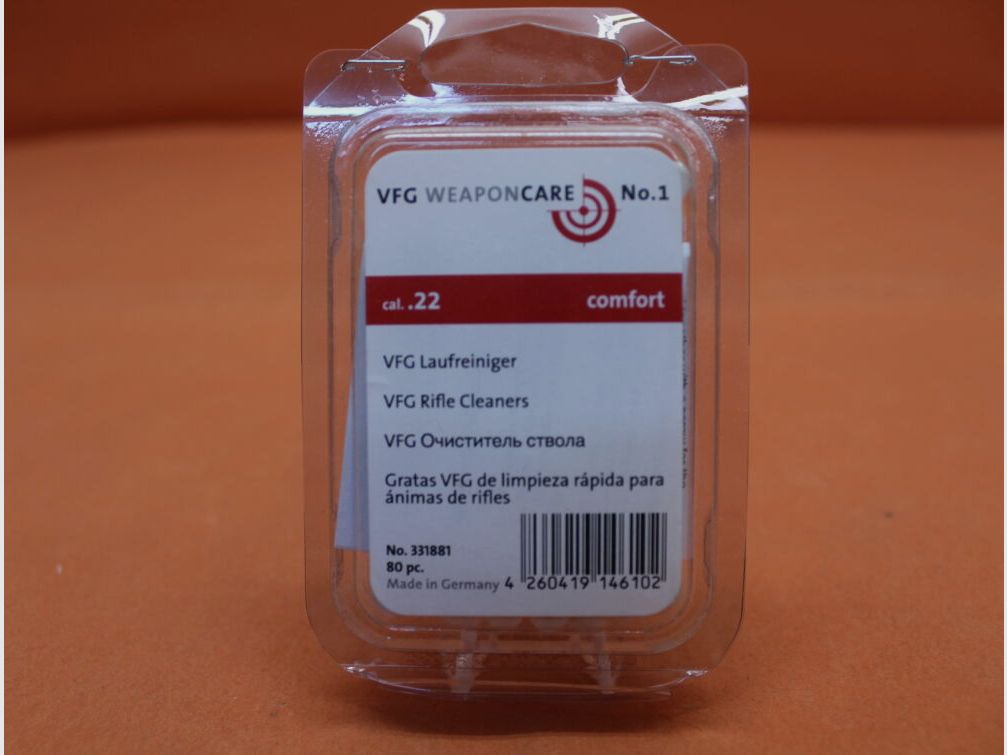 VFG WEAPONCARE No.1
cal. .22 comfort
VFG Laufreiniger
VFG Rifle Cleaners
VFG Очиститель ствола
Gratas VFG de limpieza rápida para
ánimas de rifles
No. 331881
80 pc.
Made in Germany 4 260419 146102